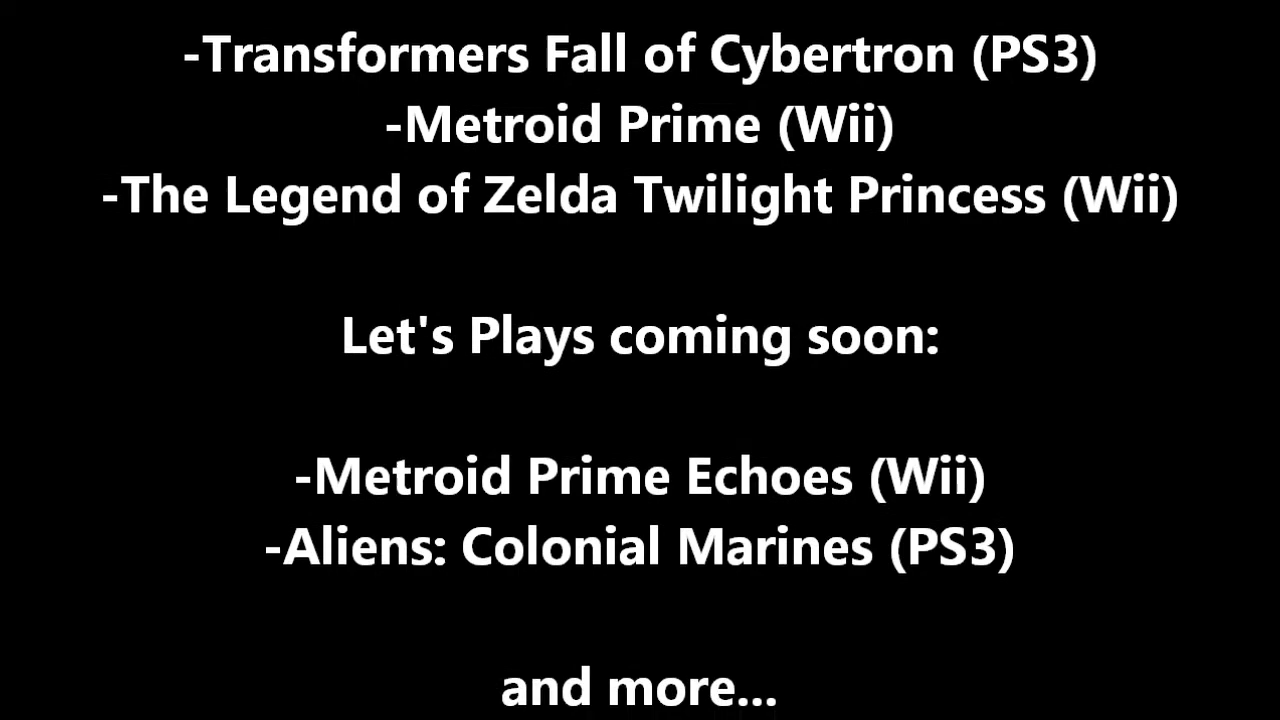 -Transformers Fall of Cybertron (PS3)
-Metroid Prime (Wii)
-The Legend of Zelda Twilight Princess (Wii)
Let's Plays coming soon:
-Metroid Prime Echoes (Wii)
-Aliens: Colonial Marines (PS3)
and more...